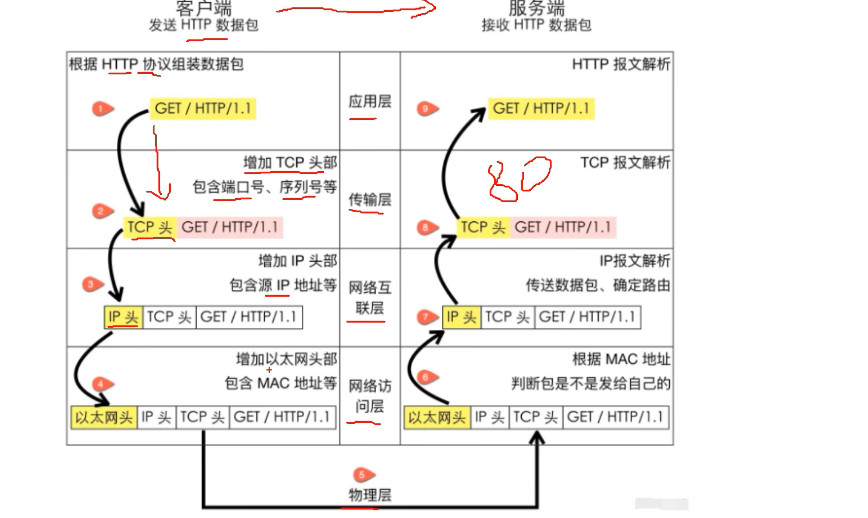 客户端
服务端
发送 HTTP 数据包
接收 HTTP 数据包
根据 HTTP 协议组装数据包
HTTP 报文解析
应用层
1
GET / HTTP/1.1
9
GET / HTTP/1.1
增加 TCP 头部
包含端口号、序列号等
传输层
80
TCP 报文解析
2
TCP 头 GET / HTTP/1.1
8
TCP 头 GET / HTTP/1.1
增加 IP 头部
包含源 IP 地址等
网络互
联层
IP报文解析
传送数据包、确定路由
3
IP 头 TCP 头 GET / HTTP/1.1
7
IP 头 TCP 头 GET / HTTP/1.1
增加以太网头部
包含 MAC 地址等
网络访
问层
根据 MAC 地址
判断包是不是发给自己的
4
以太网头 IP 头 TCP 头 GET / HTTP/1.1
6
以太网头 IP 头 TCP 头 GET / HTTP/1.1
5
物理层